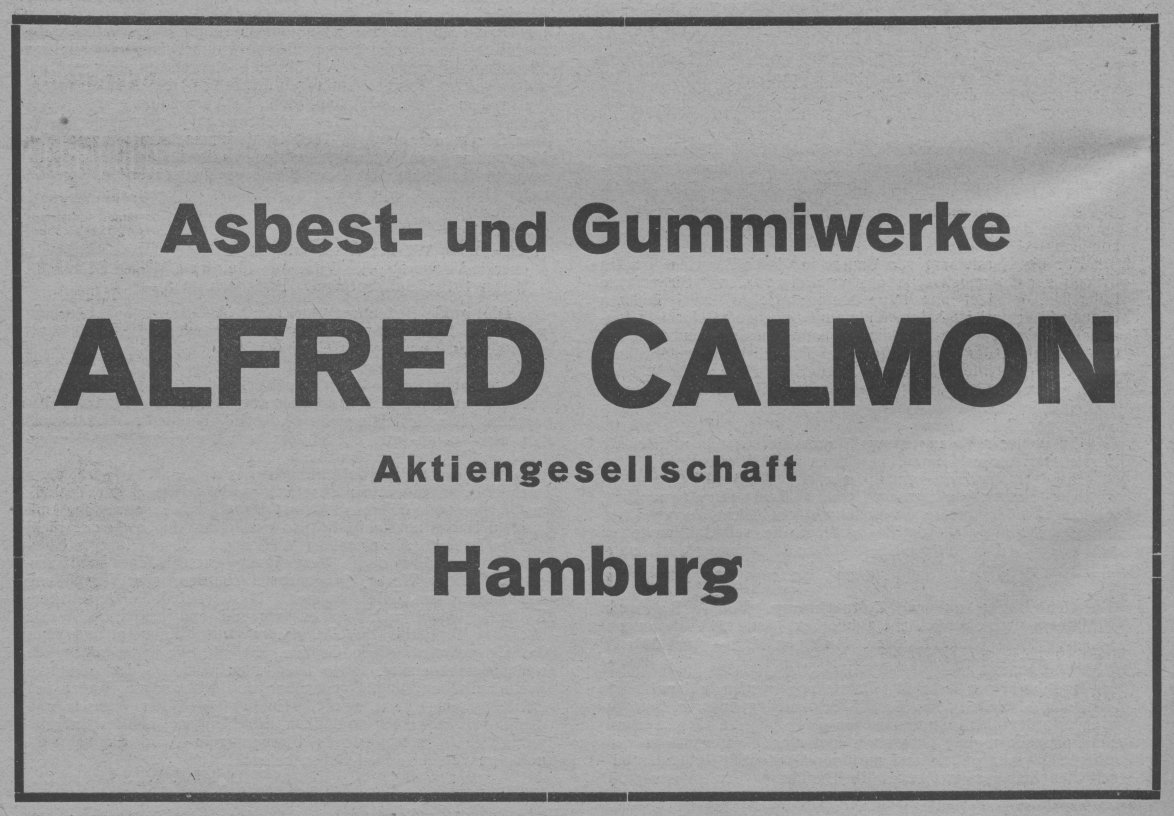 Asbest- und Gummiwerke
ALFRED CALMON
Aktiengesellschaft
Hamburg